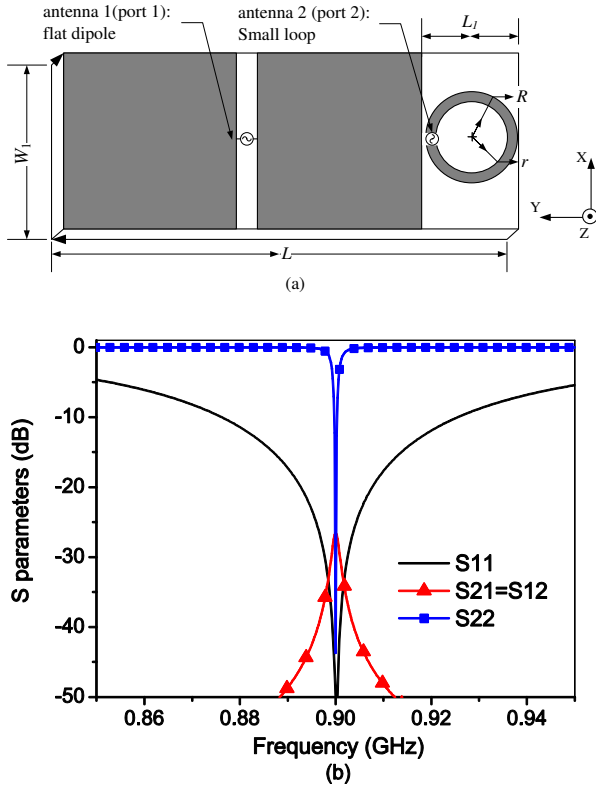 antenna 1(port 1):
flat dipole
antenna 2 (port 2):
Small loop
L1
R
r
W1
X
Y
Z
L
(a)
0
-10
-20
-30
-40
-50
S parameters (dB)
S11
S21=S12
S22
0.86 0.88 0.90 0.92 0.94
Frequency (GHz)
(b)